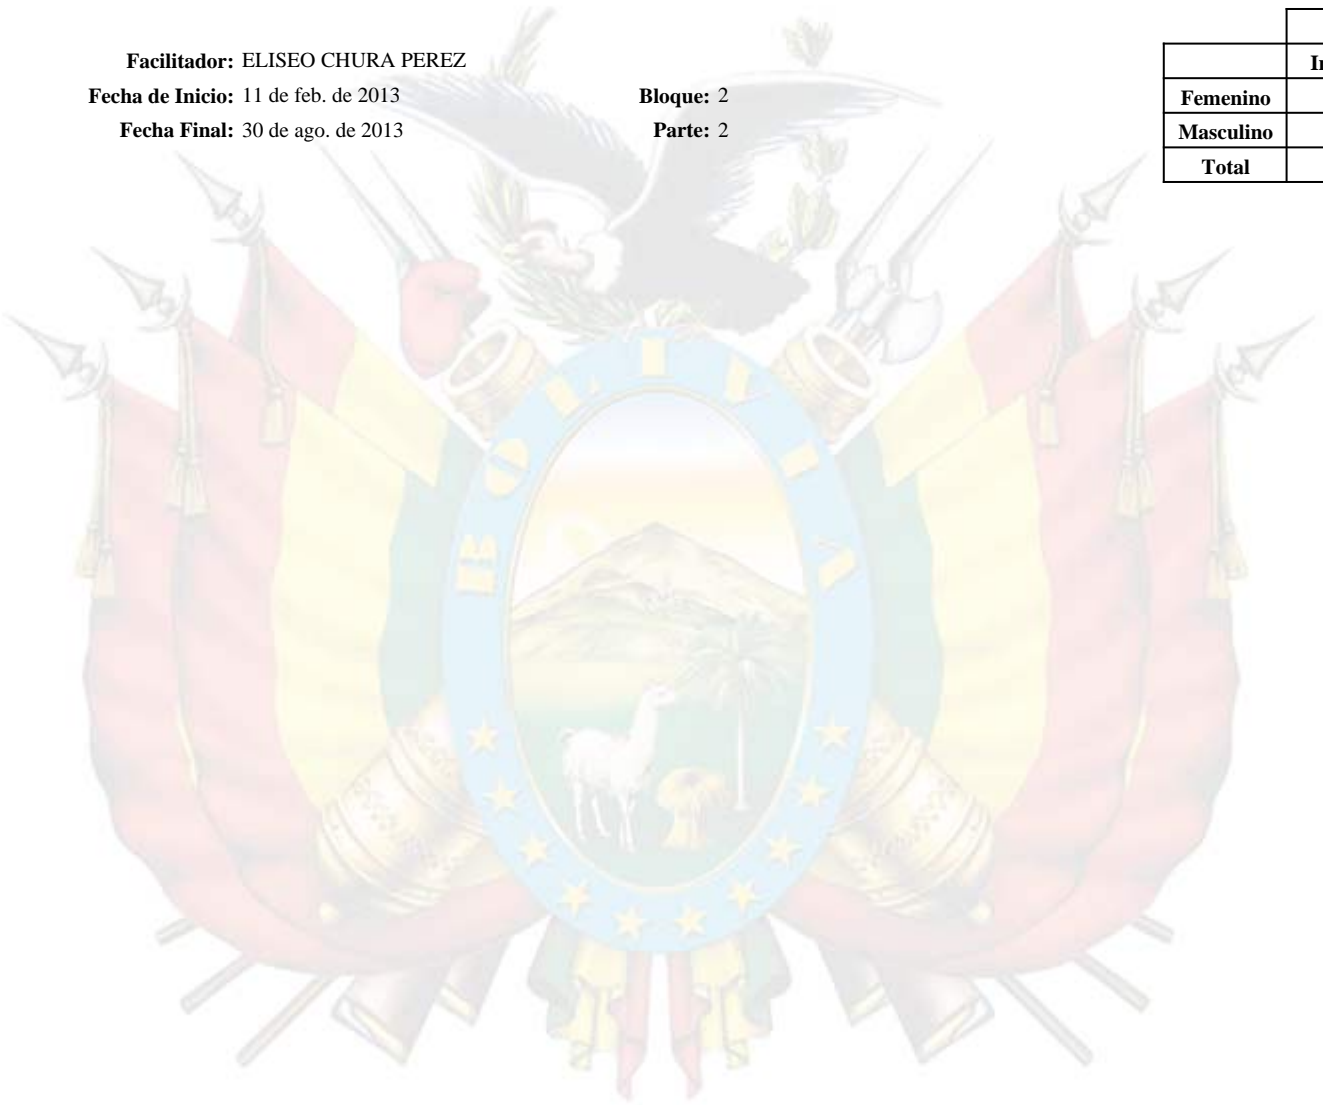 Facilitador: ELISEO CHURA PEREZ
Fecha de Inicio: 11 de feb. de 2013 Bloque: 2
Fecha Final: 30 de ago. de 2013 Parte: 2
Femenino
Masculino
Total
BOLIVIA